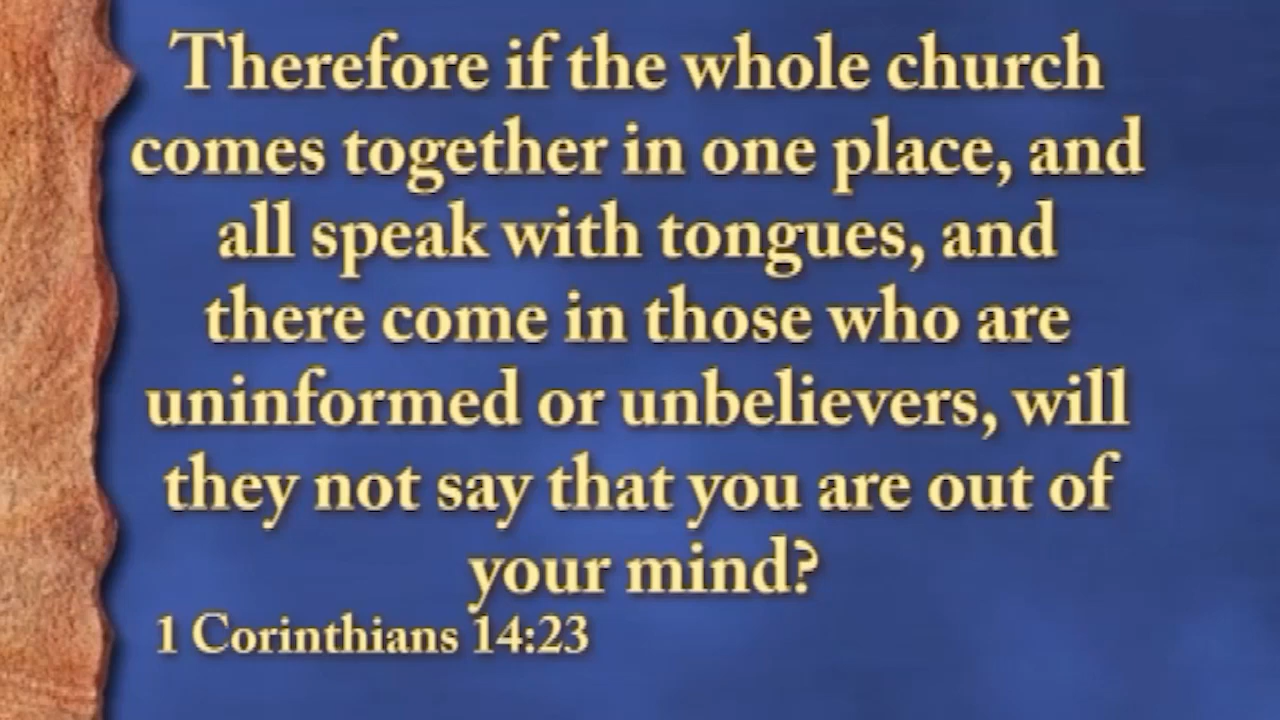 Therefore if the whole church
comes together in one place, and
all speak with tongues, and
there come in those who are
uninformed or unbelievers, will
they not say that you are out of
your mind?
1 Corinthians 14:23